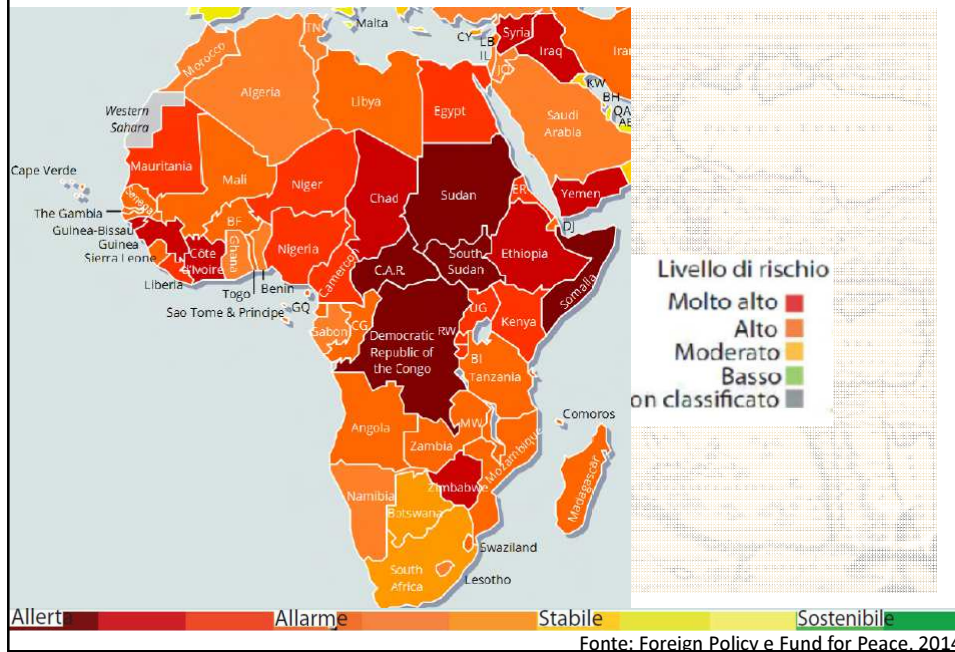 Malta
TN
CY
LB
IL
Syria
Iraq
Iran
Morocco
JO
KW
BH
QA
AE
Algeria
Libya
Egypt
Saudi
Arabia
Western
Sahara
Mauritania
Mali
Niger
Chad
Sudan
ER
Yemen
Cape Verde
Senegal
The Gambia
BF
DJ
Guinea-Bissau
Guinea
Sierra Leone
Côte
d'Ivoire
Ghana
Nigeria
Cameroon
C.A.R.
South
Sudan
Ethiopia
Somalia
Liberia
Togo
Benin
Sao Tome & Principe
GQ
Gabon
CG
Democratic
Republic of
the Congo
UG
RW
BI
Kenya
Tanzania
Comoros
Angola
Zambia
MW
Mozambique
Madagascar
Namibia
Zimbabwe
Botswana
South
Africa
Swaziland
Lesotho
Livello di rischio
Molto alto
Alto
Moderato
Basso
on classificato
Allerta Allarme Stabile Sostenibile
Fonte: Foreign Policy e Fund for Peace, 2014